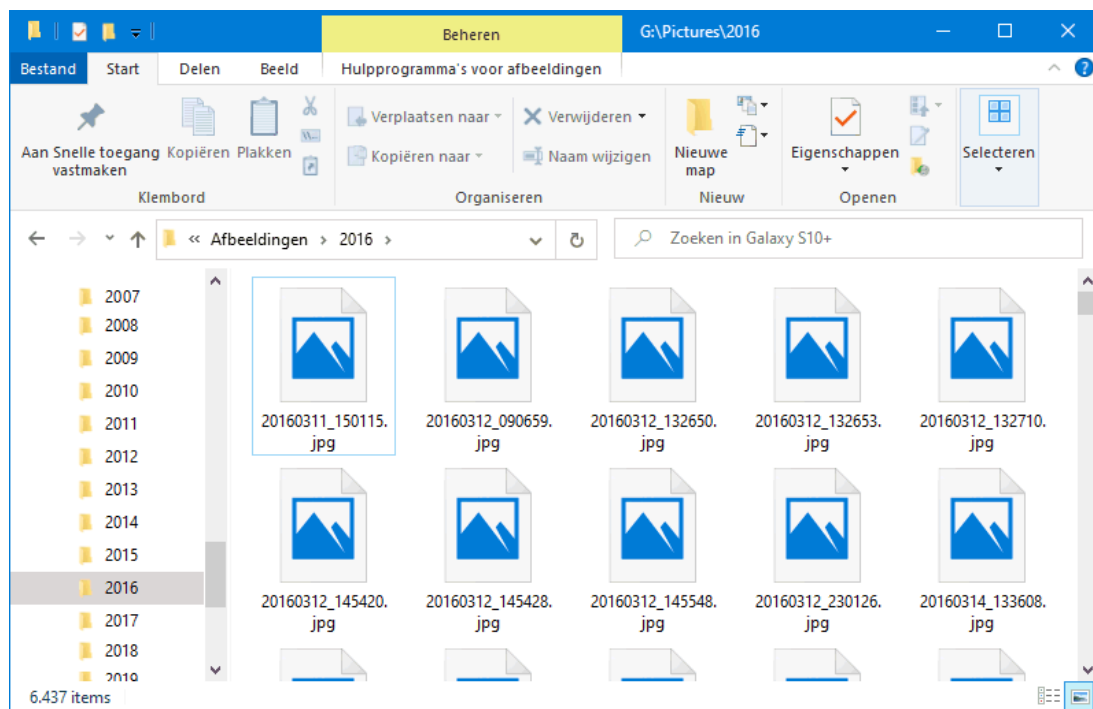 Beheren
G:\Pictures\2016
Bestand Start Delen Beeld Hulpprogramma's voor afbeeldingen
Aan Snelle toegang vastmaken
Kopiëren
Plakken
Klembord
Verplaatsen naar
Kopiëren naar
Verwijderen
Naam wijzigen
Organiseren
Nieuwe map
Nieuw
Eigenschappen
Openen
Selecteren
« Afbeeldingen > 2016 >
Zoeken in Galaxy S10+
2007
2008
2009
2010
2011
2012
2013
2014
2015
2016
2017
2018
2019
20160311_150115.jpg
20160312_090659.jpg
20160312_132650.jpg
20160312_132653.jpg
20160312_132710.jpg
20160312_145420.jpg
20160312_145428.jpg
20160312_145548.jpg
20160312_230126.jpg
20160314_133608.jpg
6.437 items